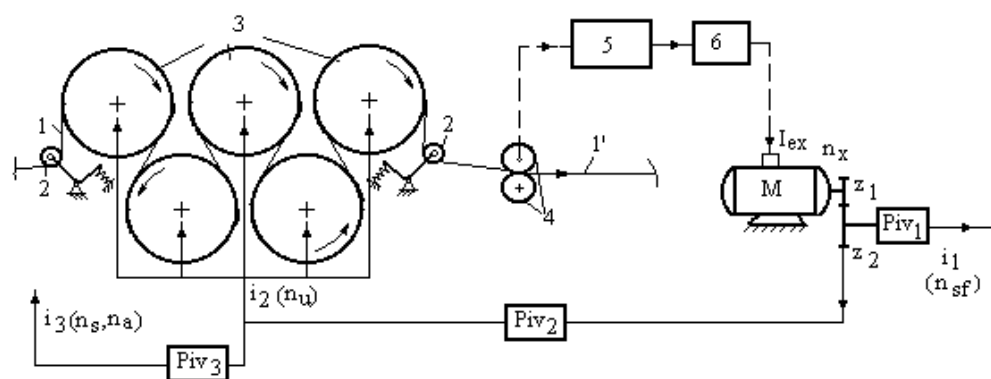 3
5
6
1
2
2
2
1'
4
I_ex
n_x
M
z_1
z_2
Piv_1
i_1
(n_sf)
i_2(n_u)
i_3(n_s,n_a)
Piv_2
Piv_3